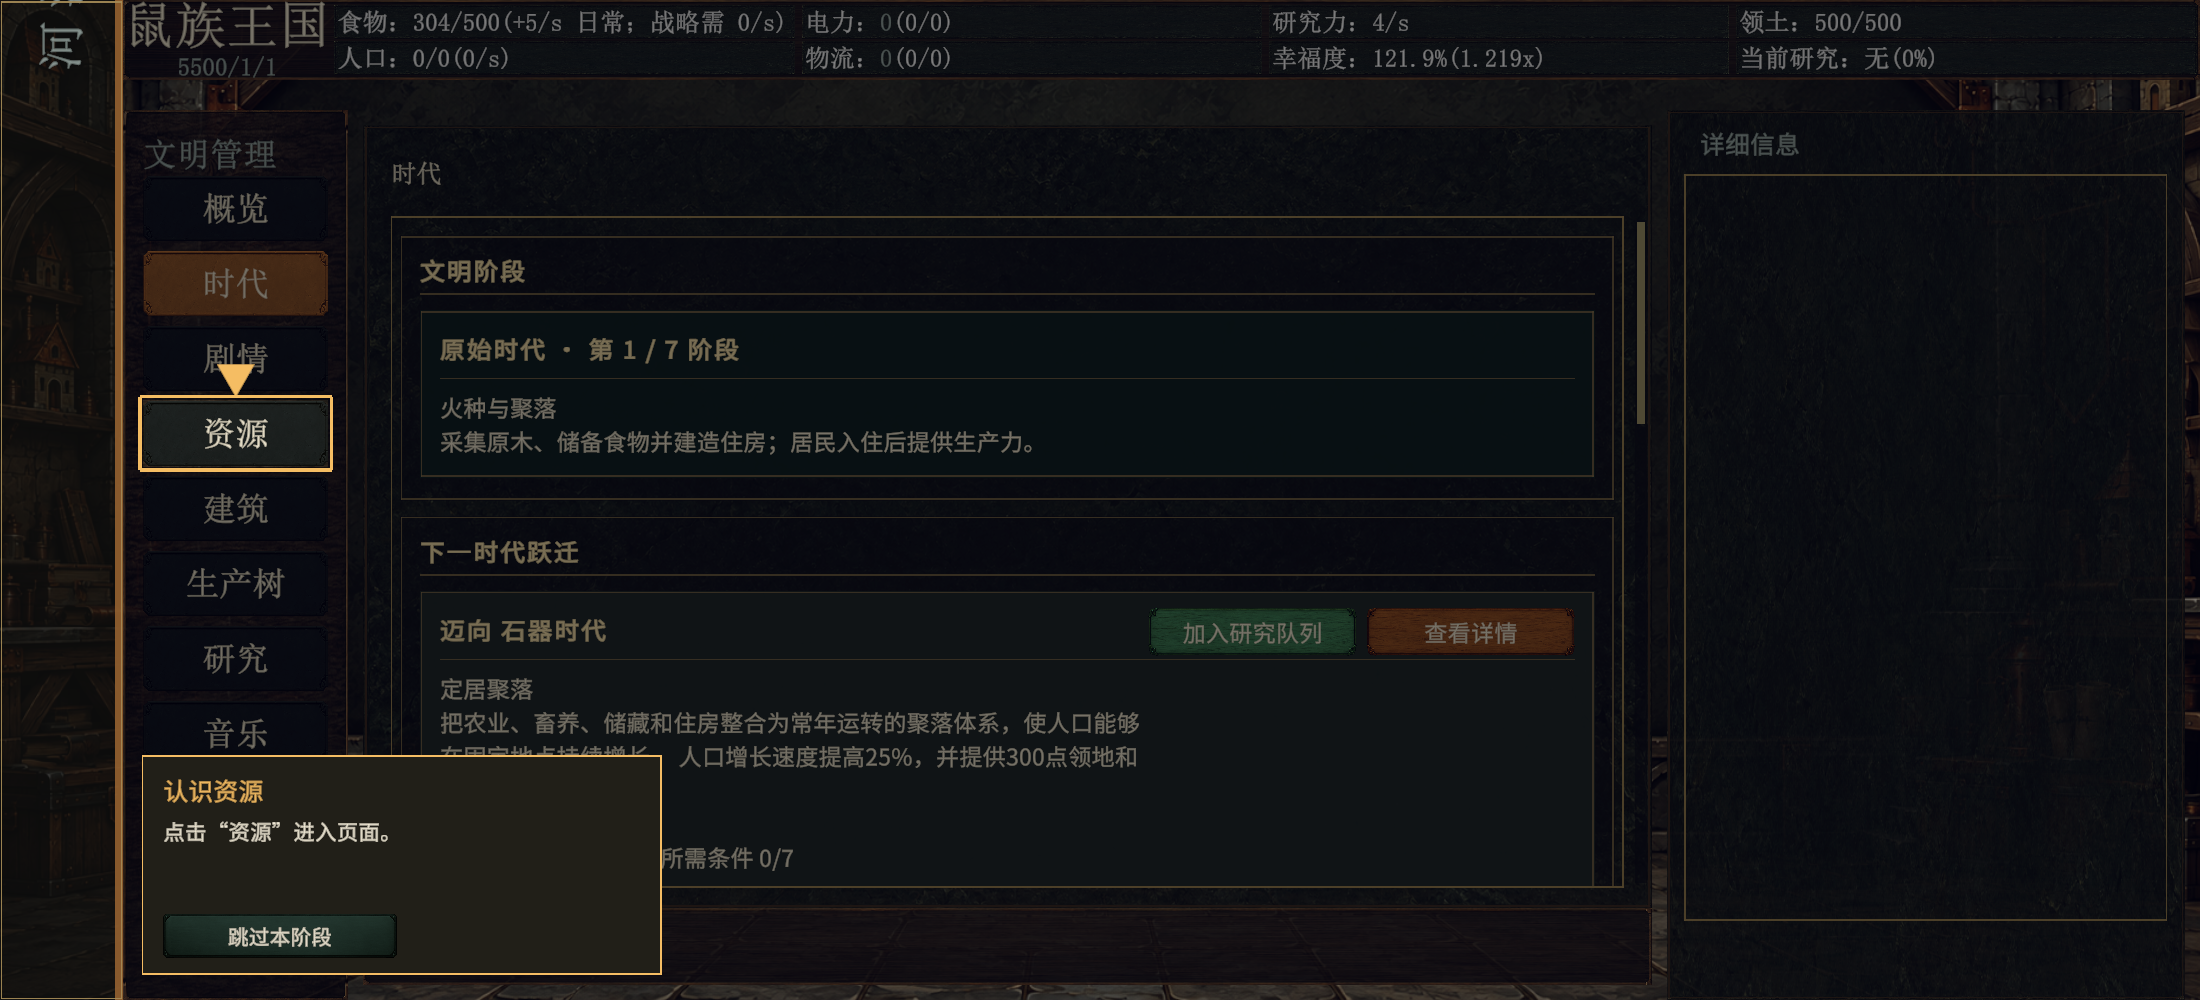 鼠族王国
5500/1/1
食物：304/500(+5/s 日常；战略需 0/s)
电力：0(0/0)
研究力：4/s
领土：500/500
人口：0/0(0/s)
物流：0(0/0)
幸福度：121.9%(1.219x)
当前研究：无(0%)
间
文明管理
概览
时代
剧情
资源
建筑
生产树
研究
音乐
时代
文明阶段
原始时代 · 第 1 / 7 阶段
火种与聚落
采集原木、储备食物并建造住房；居民入住后提供生产力。
下一时代跃迁
迈向 石器时代
加入研究队列
查看详情
定居聚落
把农业、畜养、储藏和住房整合为常年运转的聚落体系，使人口能够
在固定地点持续增长。 人口增长速度提高25%，并提供300点领地和
所需条件 0/7
认识资源
点击“资源”进入页面。
跳过本阶段
详细信息